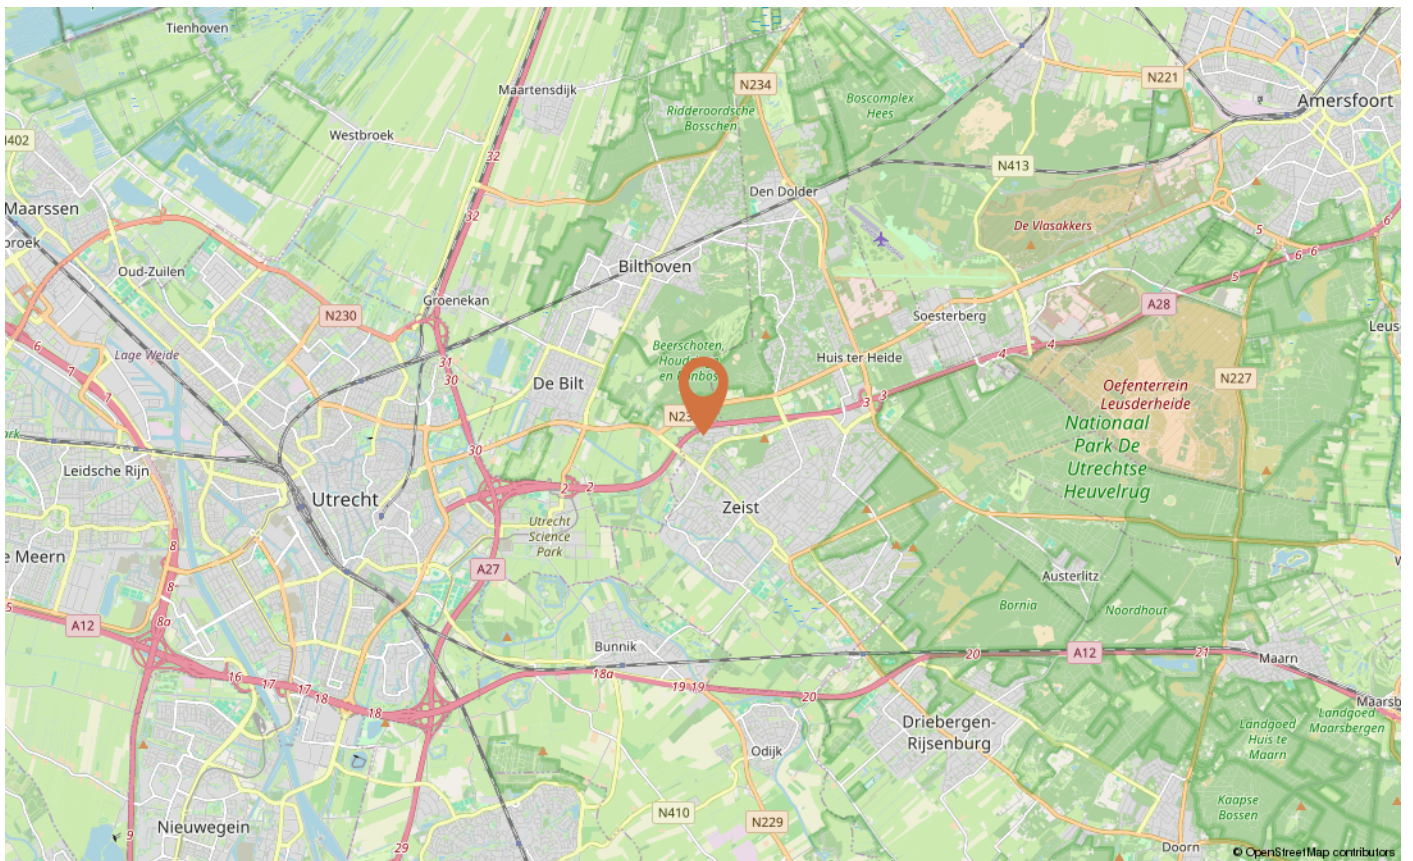 Tienhoven
Maartensdijk
N234
N221
Amersfoort
Boscomplex
Hees
Ridderoordsche
Bosschen
Westbroek
32
N413
Den Dolder
Maarssen
32
De Vlasakkers
5
6
6
6
Oud-Zuilen
Bilthoven
5
Groenekan
A28
N230
Soesterberg
Lage Weide
6
7
7
31
30
Beerschoten,
Huis ter Heide
4
4
De Bilt
Oefenterrein
Leusderheide
N227
3
3
Nationaal
Park De
Utrechtse
Heuvelrug
30
Leidsche Rijn
Utrecht
2
2
Zeist
Utrecht
Science
Park
8
8
A27
Austerlitz
Bornia
Noordhout
5
A12
8a
Bunnik
20
A12
21
Maarn
16
17
17
18
18
18a
19
19
20
Driebergen-
Rijsenburg
Odijk
Landgoed
Huis te
Maarn
Landgoed
Maarsbergen
Kaapse
Bossen
N410
N229
Nieuwegein
9
29
Doorn
© OpenStreetMap contributors